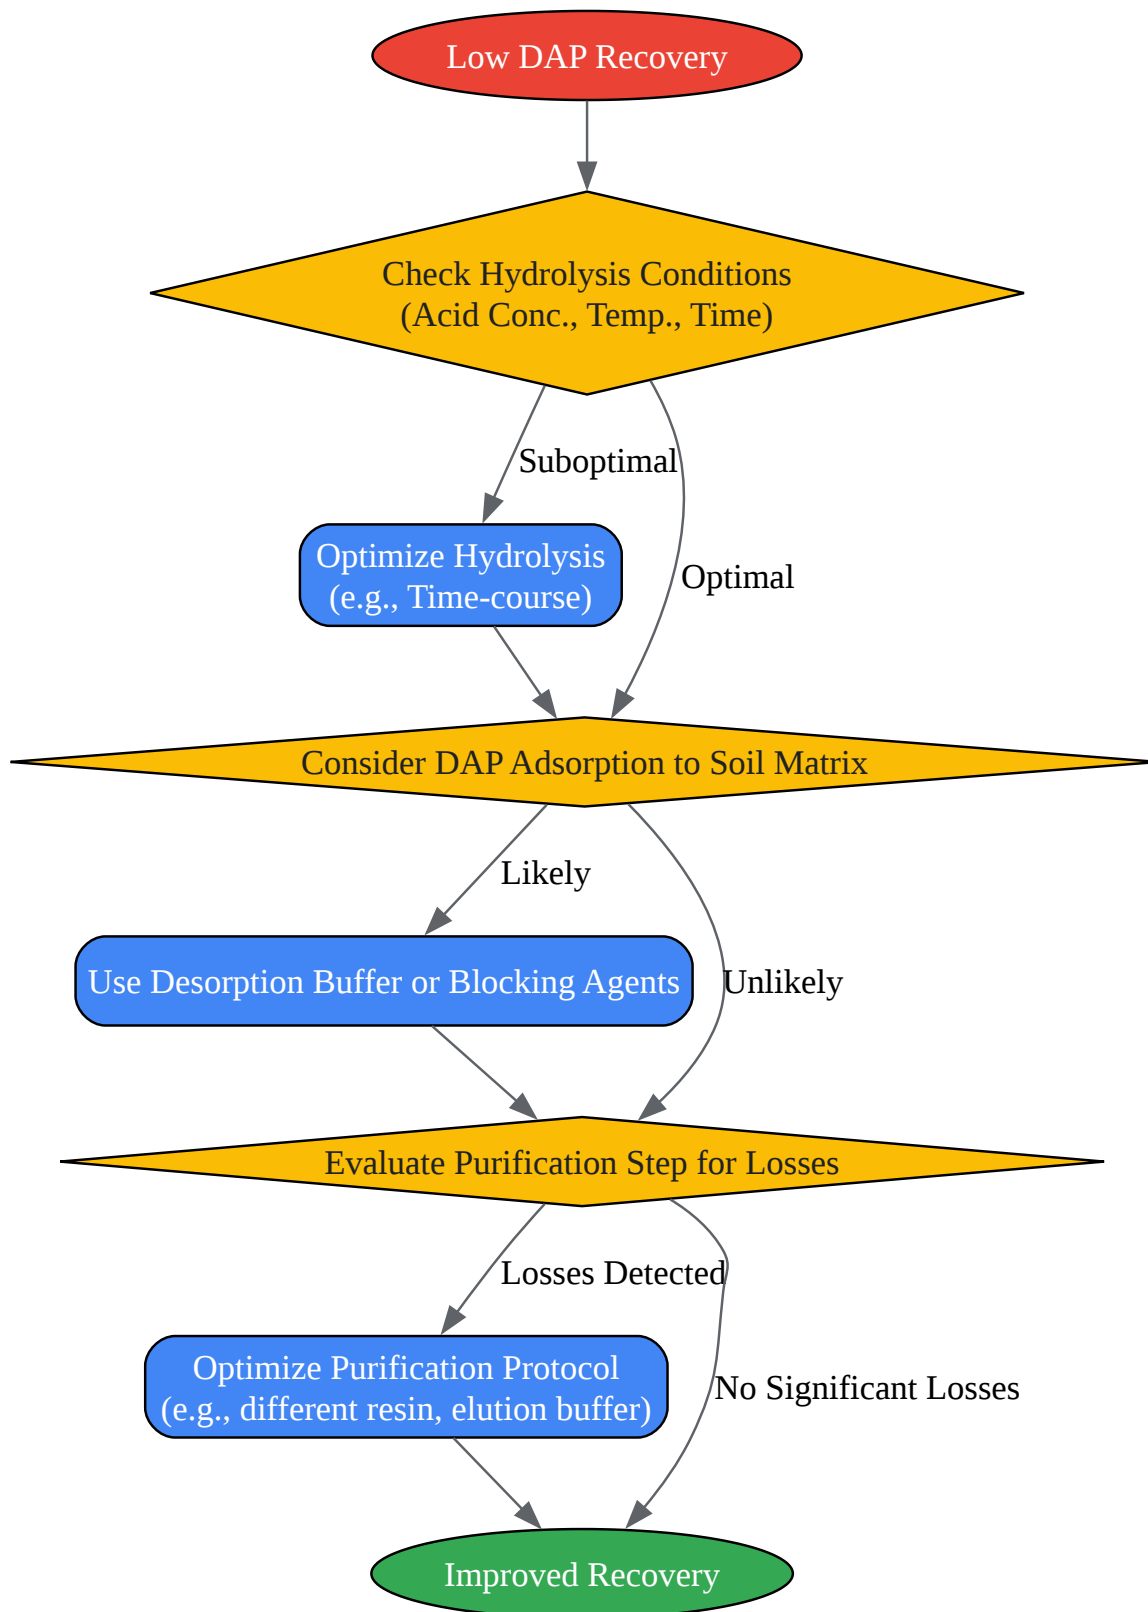 Low DAP Recovery
Check Hydrolysis Conditions
(Acid Conc., Temp., Time)
Suboptimal
Optimize Hydrolysis
(e.g., Time-course)
Optimal
Consider DAP Adsorption to Soil Matrix
Likely
Use Desorption Buffer or Blocking Agents
Unlikely
Evaluate Purification Step for Losses
Losses Detected
Optimize Purification Protocol
(e.g., different resin, elution buffer)
No Significant Losses
Improved Recovery